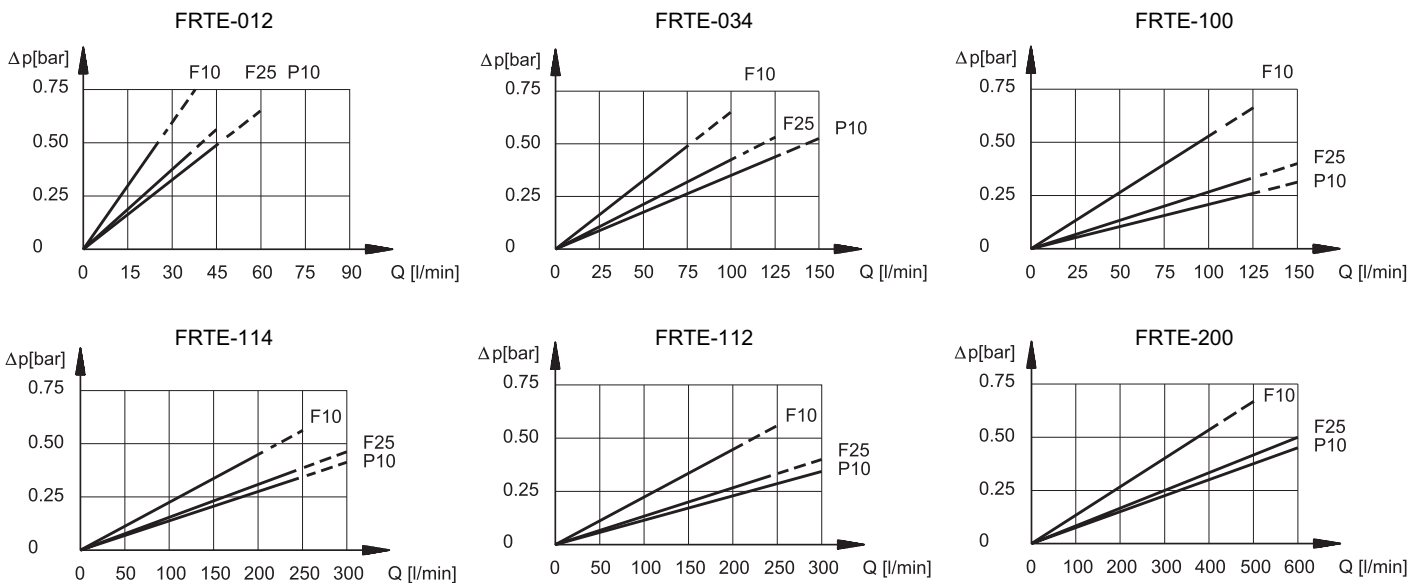 FRTE-012
Δp[bar]
F10 F25 P10
0.75
0.50
0.25
0
0 15 30 45 60 75 90 Q [l/min]
FRTE-034
Δp[bar]
F10
0.75
F25 P10
0.50
0.25
0
0 25 50 75 100 125 150 Q [l/min]
FRTE-100
Δp[bar]
F10
0.75
0.50
F25
P10
0.25
0
0 25 50 75 100 125 150 Q [l/min]
FRTE-114
Δp[bar]
0.75
F10
0.50
F25
P10
0.25
0
0 50 100 150 200 250 300 Q [l/min]
FRTE-112
Δp[bar]
0.75
F10
0.50
F25
P10
0.25
0
0 50 100 150 200 250 300 Q [l/min]
FRTE-200
Δp[bar]
0.75
F10
F25
0.50
P10
0.25
0
0 100 200 300 400 500 600 Q [l/min]